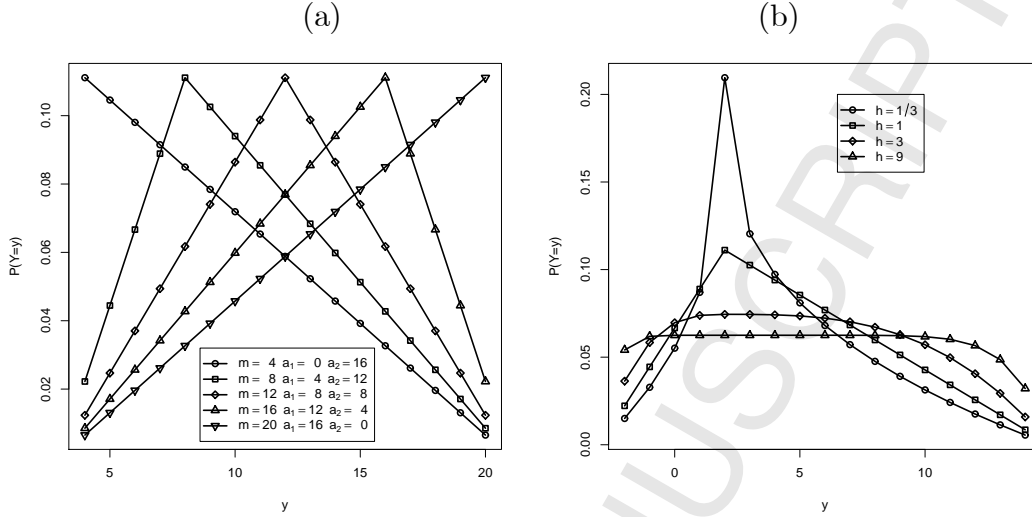 (a)
P(Y=y)
0.10
0.08
0.06
0.04
0.02
m = 4 a₁ = 0 a₂ = 16
m = 8 a₁ = 4 a₂ = 12
m = 12 a₁ = 8 a₂ = 8
m = 16 a₁ = 12 a₂ = 4
m = 20 a₁ = 16 a₂ = 0
5 10 15 20
y
(b)
P(Y=y)
0.20
0.15
0.10
0.05
0.00
h = 1/3
h = 1
h = 3
h = 9
0 5 10
y
NUSCRIPT